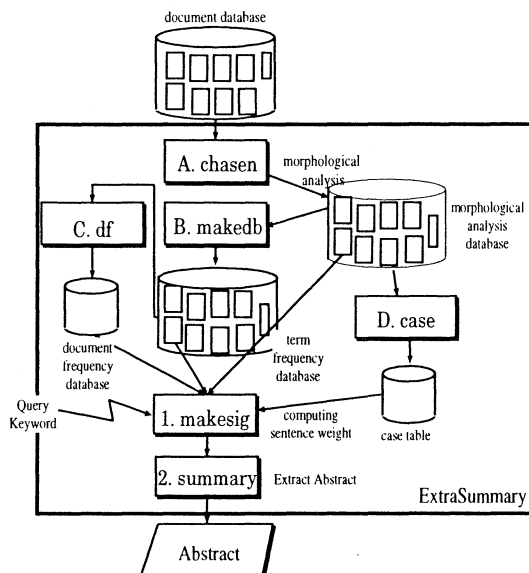 document database
A. chasen
morphological
analysis
C. df
B. makedb
morphological
analysis
database
D. case
document
frequency
database
term
frequency
database
Query
Keyword
1. makesig
computing
sentence weight
case table
2. summary
Extract Abstract
ExtraSummary
Abstract